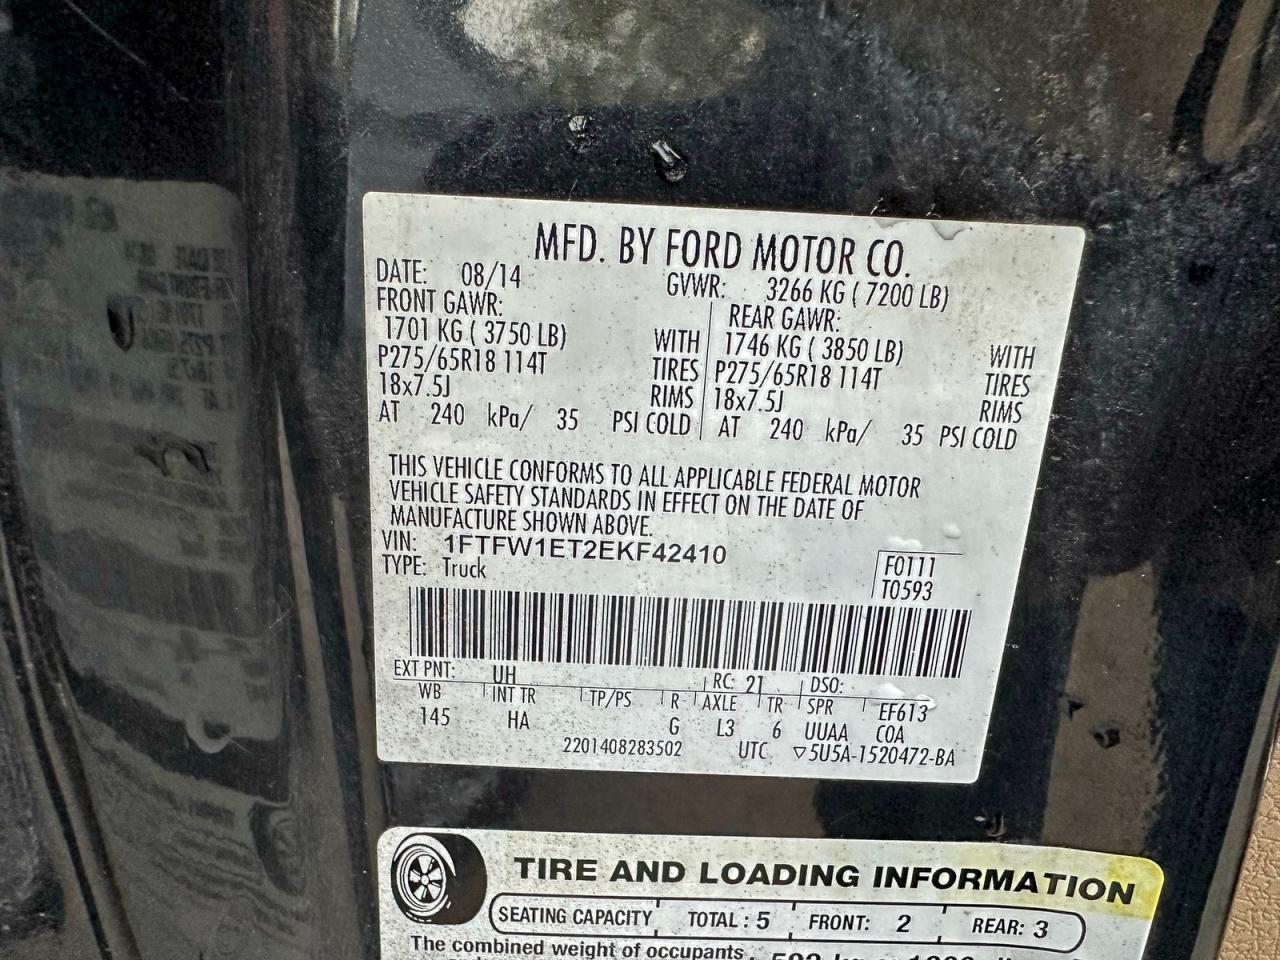 MFD. BY FORD MOTOR CO.
DATE: 08/14 GVWR: 3266 KG ( 7200 LB)
FRONT GAWR: REAR GAWR:
1701 KG ( 3750 LB) WITH 1746 KG ( 3850 LB) WITH
P275/65R18 114T TIRES P275/65R18 114T TIRES
18x7.5J RIMS 18x7.5J RIMS
AT 240 kPa/ 35 PSI COLD AT 240 kPa/ 35 PSI COLD
THIS VEHICLE CONFORMS TO ALL APPLICABLE FEDERAL MOTOR
VEHICLE SAFETY STANDARDS IN EFFECT ON THE DATE OF
MANUFACTURE SHOWN ABOVE.
VIN: 1FTFW1ET2EKF42410
TYPE: Truck
F0111
T0593
EXT PNT: UH RC: 21 DSO:
WB INT TR TP/PS R AXLE TR SPR EF613
145 HA G L3 6 UUAA COA
2201408283502 UTC ▽5U5A-1520472-BA
TIRE AND LOADING INFORMATION
SEATING CAPACITY TOTAL : 5 FRONT: 2 REAR: 3
The combined weight of occupants